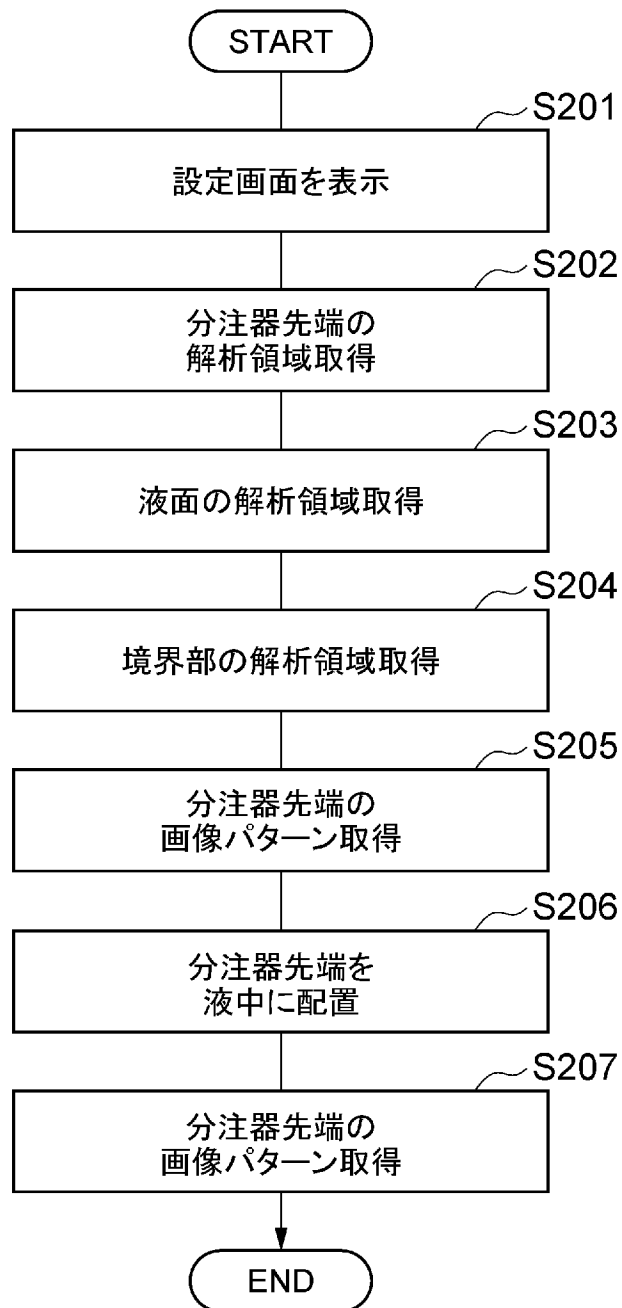 START
S201
設定画面を表示
S202
分注器先端の
解析領域取得
S203
液面の解析領域取得
S204
境界部の解析領域取得
S205
分注器先端の
画像パターン取得
S206
分注器先端を
液中に配置
S207
分注器先端の
画像パターン取得
END